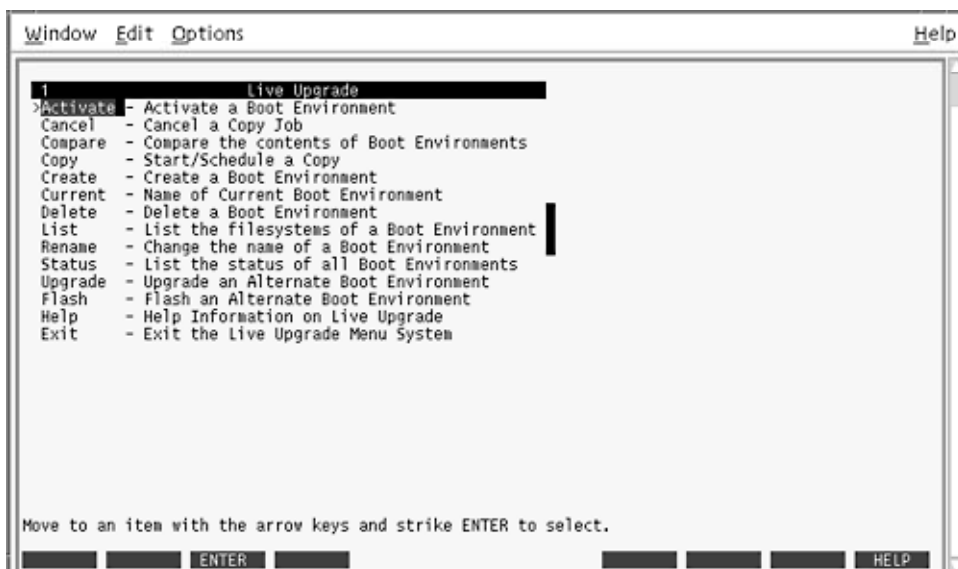 Window Edit Options Help
1 Live Upgrade
>Activate - Activate a Boot Environment
Cancel - Cancel a Copy Job
Compare - Compare the contents of Boot Environments
Copy - Start/Schedule a Copy
Create - Create a Boot Environment
Current - Name of Current Boot Environment
Delete - Delete a Boot Environment
List - List the filesystems of a Boot Environment
Rename - Change the name of a Boot Environment
Status - List the status of all Boot Environments
Upgrade - Upgrade an Alternate Boot Environment
Flash - Flash an Alternate Boot Environment
Help - Help Information on Live Upgrade
Exit - Exit the Live Upgrade Menu System
Move to an item with the arrow keys and strike ENTER to select.
ENTER HELP